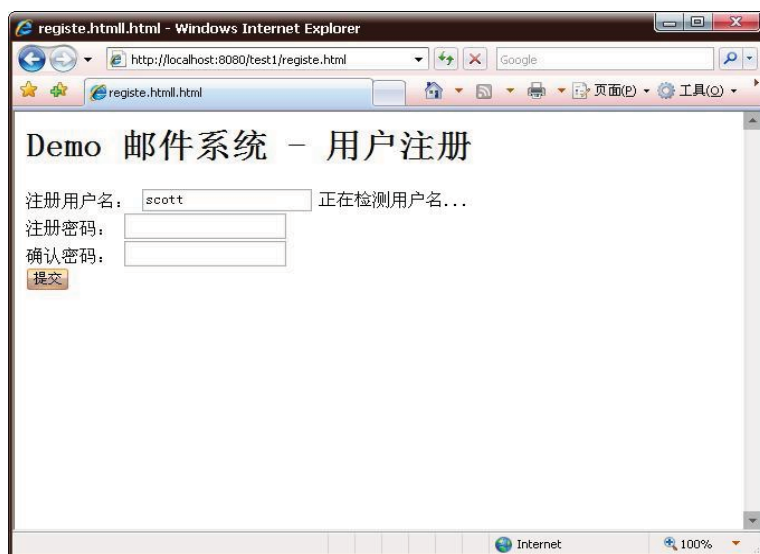 registe.htmll.html - Windows Internet Explorer
http://localhost:8080/test1/registe.html
Google
registe.htmll.html
页面(P)
工具(O)
Demo 邮件系统 - 用户注册
注册用户名: scott 正在检测用户名...
注册密码:
确认密码:
提交
Internet
100%